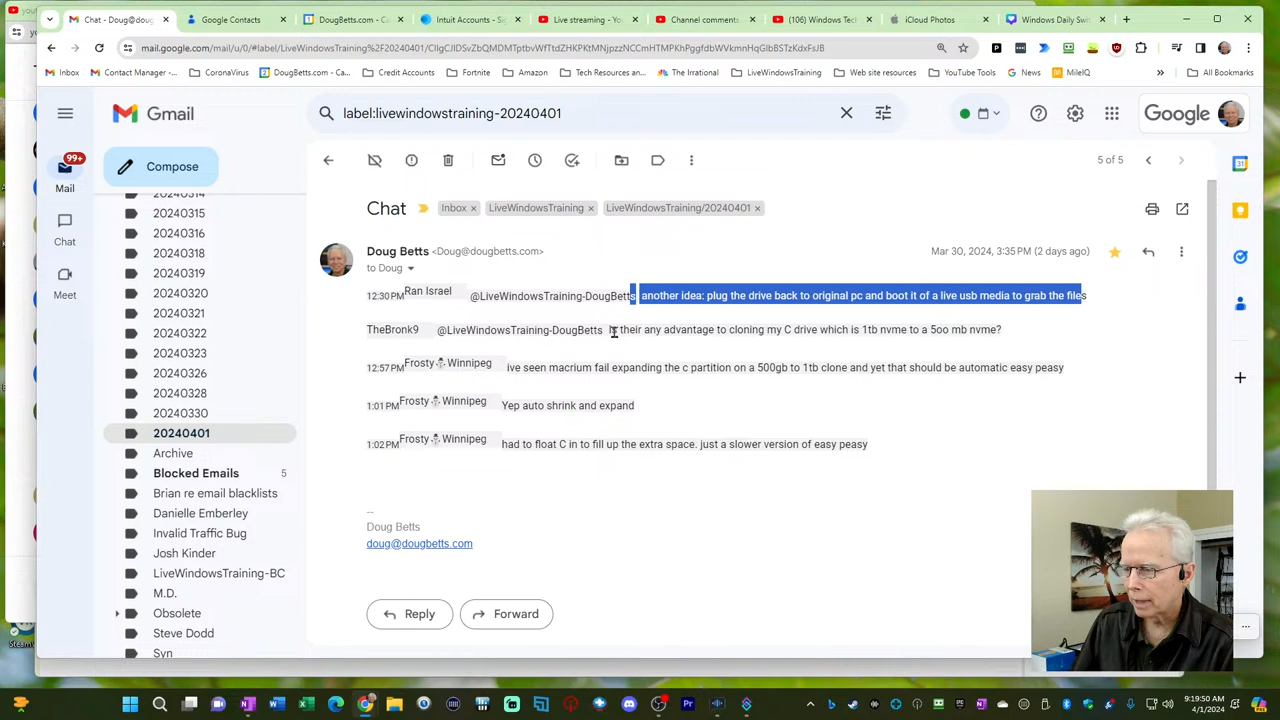 Chat - Doug@doug
Google Contacts
DougBetts.com - Ca
Intuit Accounts - Sig
Live streaming - You
Channel comments
(106) Windows Tec
iCloud Photos
Windows Daily Swit
mail.google.com/mail/u/0/#label/LiveWindowsTraining%2F20240401/
Inbox
Contact Manager -
CoronaVirus
DougBetts.com - Ca...
Credit Accounts
Fortnite
Amazon
Tech Resources an...
The Irrational
LiveWindowsTraining
Web site resources
YouTube Tools
News
MileIQ
All Bookmarks
Gmail
label:livewindowstraining-20240401
Google
99+
Mail
Chat
Meet
Compose
5 of 5
20240314
20240315
20240316
20240318
20240319
20240320
20240321
20240322
20240323
20240326
20240328
20240330
20240401
Archive
Blocked Emails 5
Brian re email blacklists
Danielle Emberley
Invalid Traffic Bug
Josh Kinder
LiveWindowsTraining-BC
M.D.
Obsolete
Steve Dodd
Syn
Chat Inbox × LiveWindowsTraining × LiveWindowsTraining/20240401 ×
Doug Betts <Doug@dougbetts.com> Mar 30, 2024, 3:35 PM (2 days ago)
to Doug
12:30 PM Ran Israel @LiveWindowsTraining-DougBetts another idea: plug the drive back to original pc and boot it of a live usb media to grab the files
TheBronk9 @LiveWindowsTraining-DougBetts is their any advantage to cloning my C drive which is 1tb nvme to a 5oo mb nvme?
12:57 PM Frosty Winnipeg ive seen macrium fail expanding the c partition on a 500gb to 1tb clone and yet that should be automatic easy peasy
1:01 PM Frosty Winnipeg Yep auto shrink and expand
1:02 PM Frosty Winnipeg had to float C in to fill up the extra space. just a slower version of easy peasy
--
Doug Betts
doug@dougbetts.com
Reply
Forward
9:19:50 AM
4/1/2024